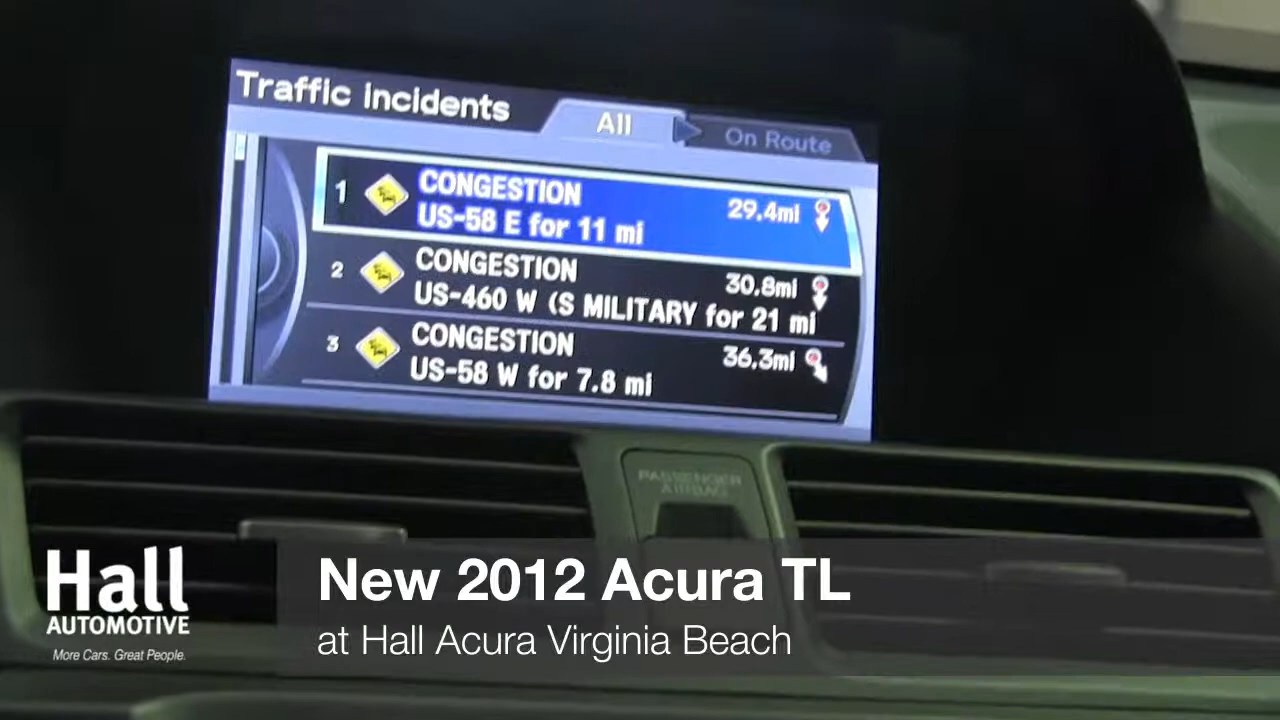 Traffic incidents
All
On Route
1
CONGESTION
29.4mi
US-58 E for 11 mi
2
CONGESTION
30.8mi
US-460 W (S MILITARY for 21 mi
3
CONGESTION
36.3mi
US-58 W for 7.8 mi
PASSENGER
AIRBAG
Hall
AUTOMOTIVE
More Cars. Great People.
New 2012 Acura TL
at Hall Acura Virginia Beach